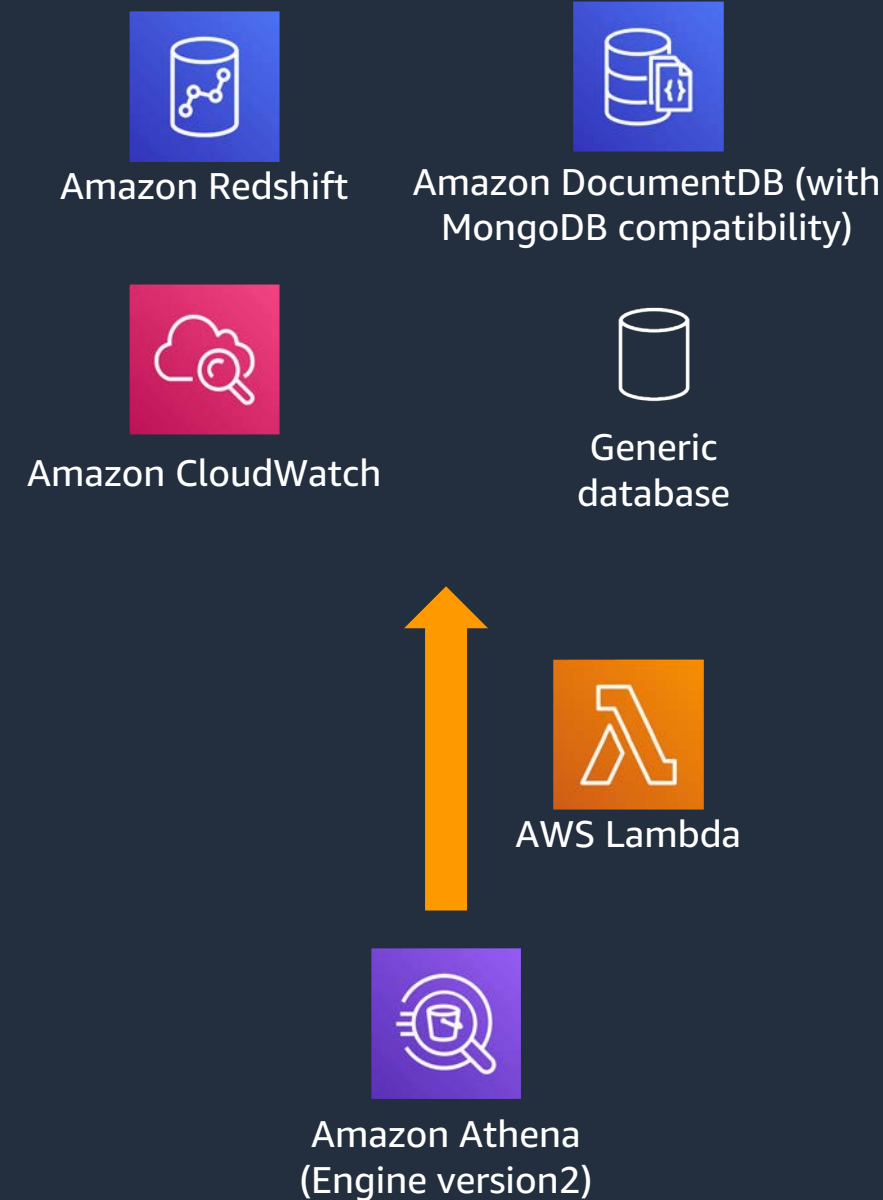 Amazon Redshift
Amazon DocumentDB (with
MongoDB compatibility)
Amazon CloudWatch
Generic
database
AWS Lambda
Amazon Athena
(Engine version2)